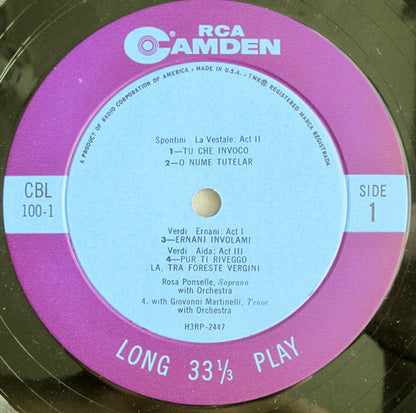 RCA
CAMDEN
A PRODUCT OF RADIO CORPORATION OF AMERICA • MADE IN U.S.A. • TMK ® REGISTERED MARCA REGISTRADA
Spontini La Vestale: Act II
1—TU CHE INVOCO
2—O NUME TUTELAR
CBL
100-1
SIDE
1
Verdi Ernani: Act I
3—ERNANI INVOLAMI
Verdi Aida: Act III
4—PUR TI RIVEGGO
LA, TRA FORESTE VERGINI
Rosa Ponselle, Soprano
with Orchestra
4. with Giovanni Martinelli, Tenor
with Orchestra
H3RP-2447
LONG 33⅓ PLAY